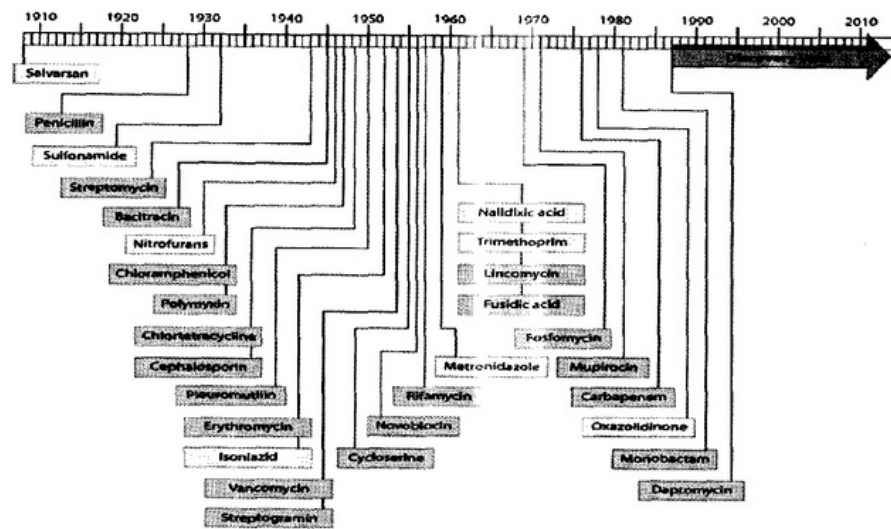 1910 1920 1930 1940 1950 1960 1970 1980 1990 2000 2010
Salvarsan
Penicillin
Sulfonamide
Streptomycin
Bacitracin
Nitrofurans
Chloramphenicol
Polymyxin
Chlortetracycline
Cephalosporin
Pleuromutilin
Erythromycin
Isoniazid
Vancomycin
Streptogramin
Cycloserine
Novobiocin
Rifamycin
Metronidazole
Nalidixic acid
Trimethoprim
Lincomycin
Fusidic acid
Fosfomycin
Mupirocin
Carbapenem
Oxazolidinone
Monobactam
Daptomycin